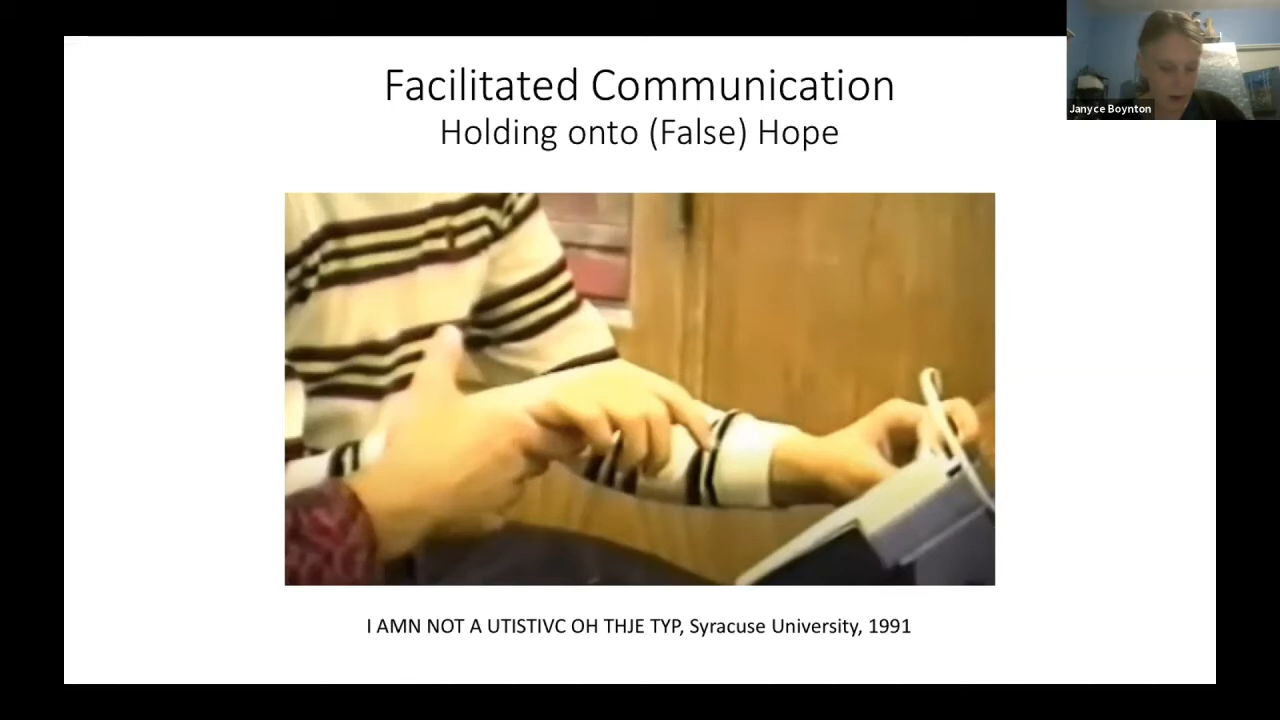 Facilitated Communication
Holding onto (False) Hope
Janyce Boynton
I AMN NOT A UTISTIVC OH THJE TYP, Syracuse University, 1991